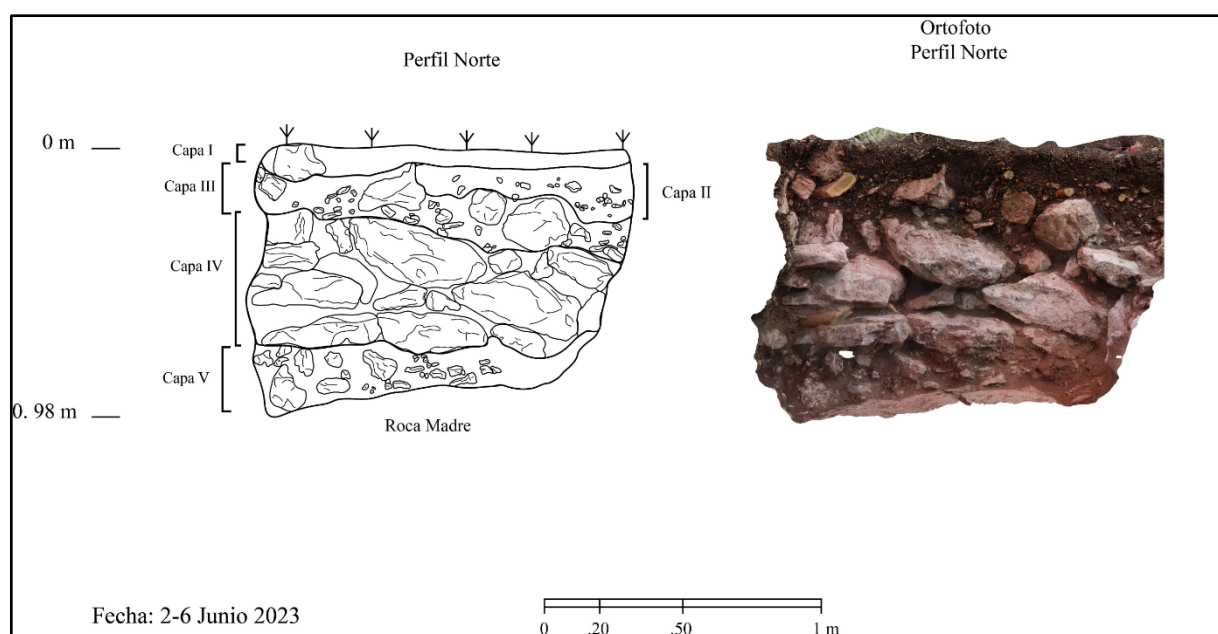 Ortofoto
Perfil Norte
Perfil Norte
0 m
Capa I
Capa III
Capa II
Capa IV
Capa V
0. 98 m
Roca Madre
Fecha: 2-6 Junio 2023
0 .20 .50 1 m